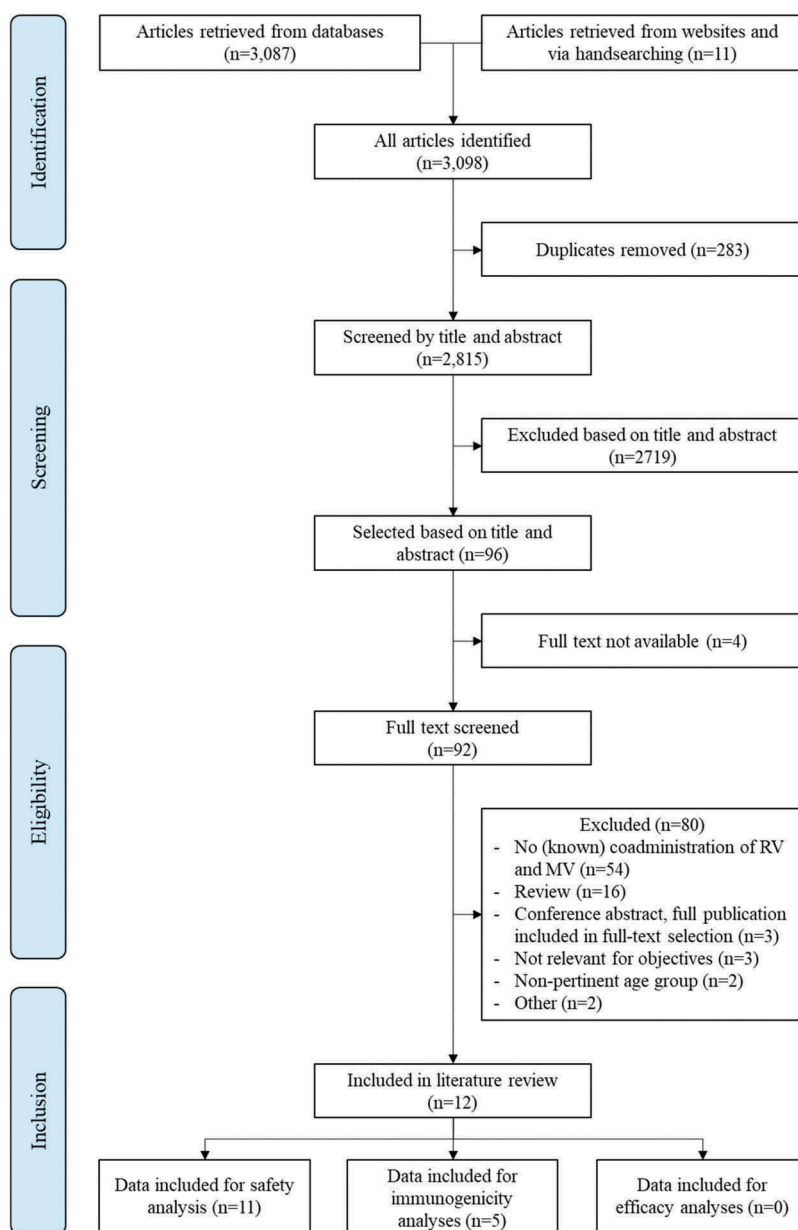 Articles retrieved from databases
(n=3,087)
Articles retrieved from websites and
via handsearching (n=11)
Identification
All articles identified
(n=3,098)
Duplicates removed (n=283)
Screening
Screened by title and abstract
(n=2,815)
Excluded based on title and abstract
(n=2719)
Selected based on title and
abstract (n=96)
Full text not available (n=4)
Eligibility
Full text screened
(n=92)
Excluded (n=80)
- No (known) coadministration of RV
and MV (n=54)
- Review (n=16)
- Conference abstract, full publication
included in full-text selection (n=3)
- Not relevant for objectives (n=3)
- Non-pertinent age group (n=2)
- Other (n=2)
Inclusion
Included in literature review
(n=12)
Data included for safety
analysis (n=11)
Data included for
immunogenicity
analyses (n=5)
Data included for
efficacy analyses (n=0)